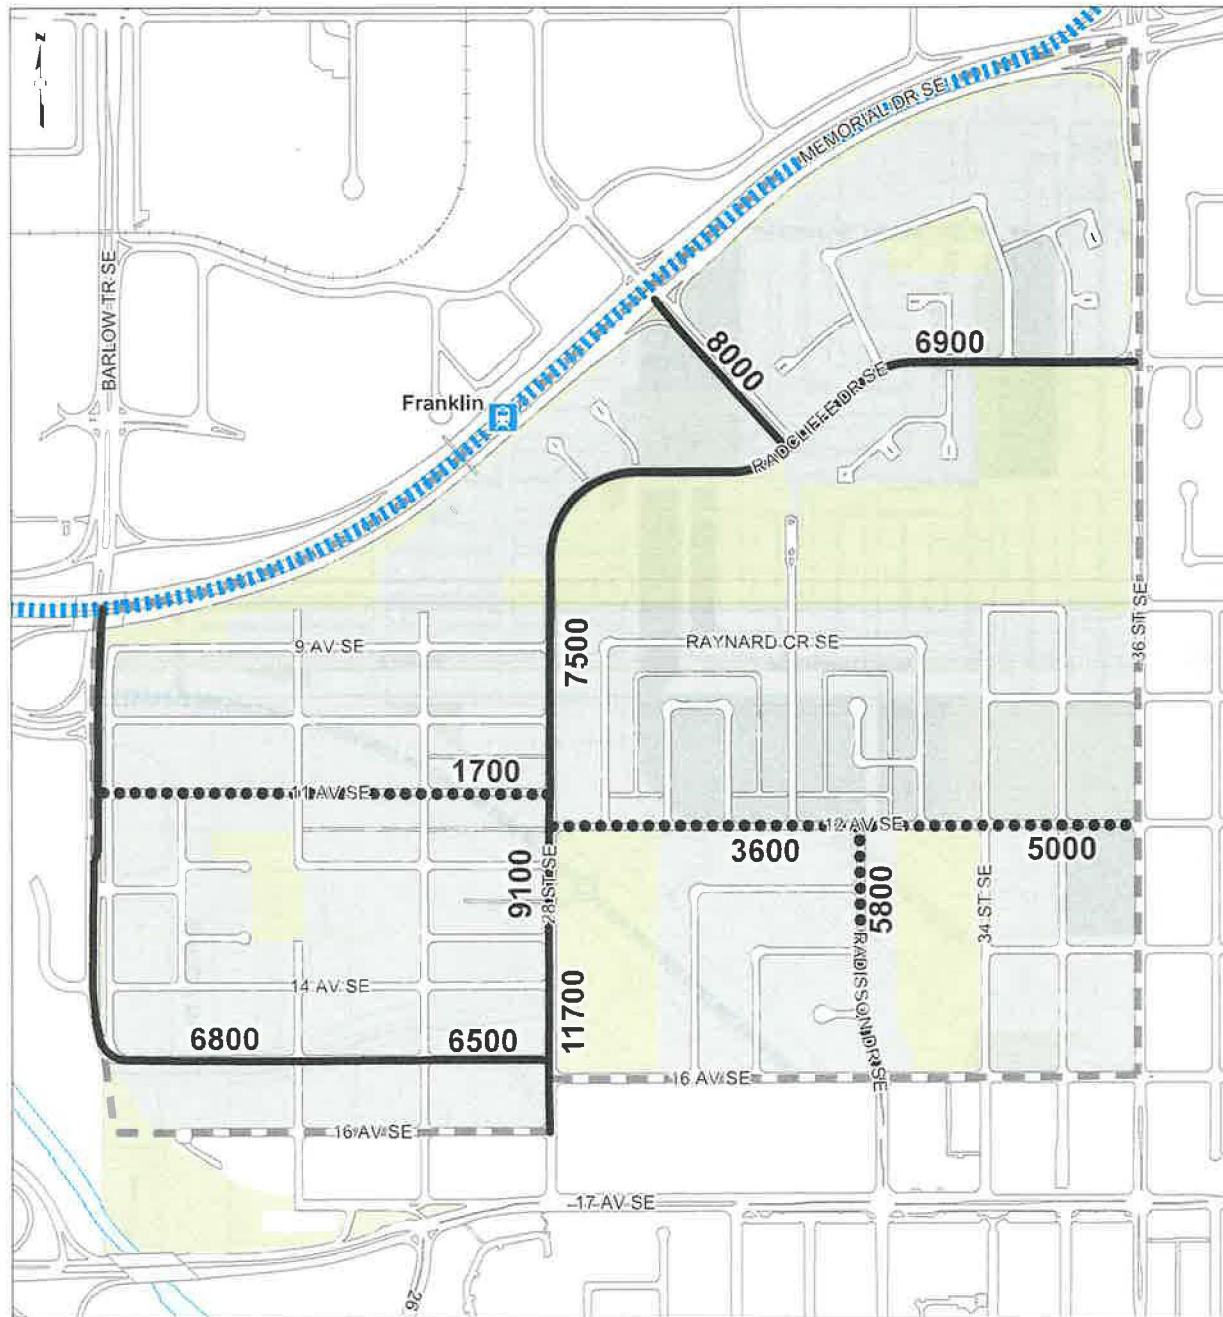 N
MEMORIAL DR SE
BARLOW TR SE
8000
6900
Franklin
RADCLIFFE DR SE
36 ST SE
9 AV SE
7500
RAYNARD CR SE
1700
11 AV SE
12 AV SE
3600
5000
9100
28 ST SE
5800
34 ST SE
RADISSON DR SE
14 AV SE
11700
6800
6500
16 AV SE
16 AV SE
17 AV SE
26